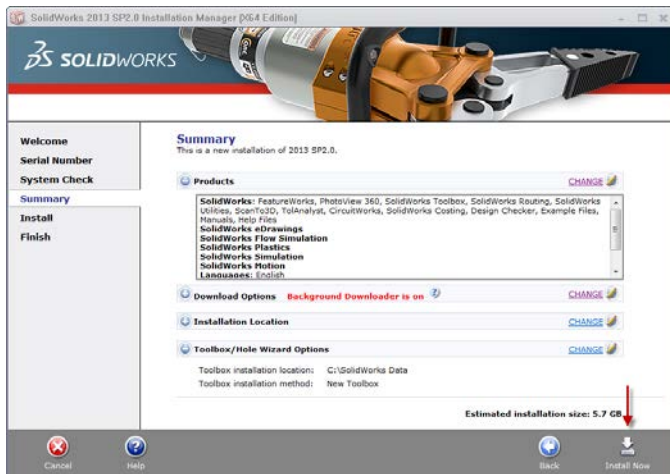 SolidWorks 2013 SP2.0 Installation Manager [X64 Edition]
SOLIDWORKS
Welcome
Serial Number
System Check
Summary
Install
Finish
Summary
This is a new installation of 2013 SP2.0.
Products CHANGE
SolidWorks: FeatureWorks, PhotoView 360, SolidWorks Toolbox, SolidWorks Routing, SolidWorks
Utilities, ScanTo3D, TolAnalyst, CircuitWorks, SolidWorks Costing, Design Checker, Example Files,
Manuals, Help Files
SolidWorks eDrawings
SolidWorks Flow Simulation
SolidWorks Plastics
SolidWorks Simulation
SolidWorks Motion
Languages: English
Download Options Background Downloader is on CHANGE
Installation Location CHANGE
Toolbox/Hole Wizard Options CHANGE
Toolbox installation location: C:\SolidWorks Data
Toolbox installation method: New Toolbox
Estimated installation size: 5.7 GB
Cancel Help Back Install Now